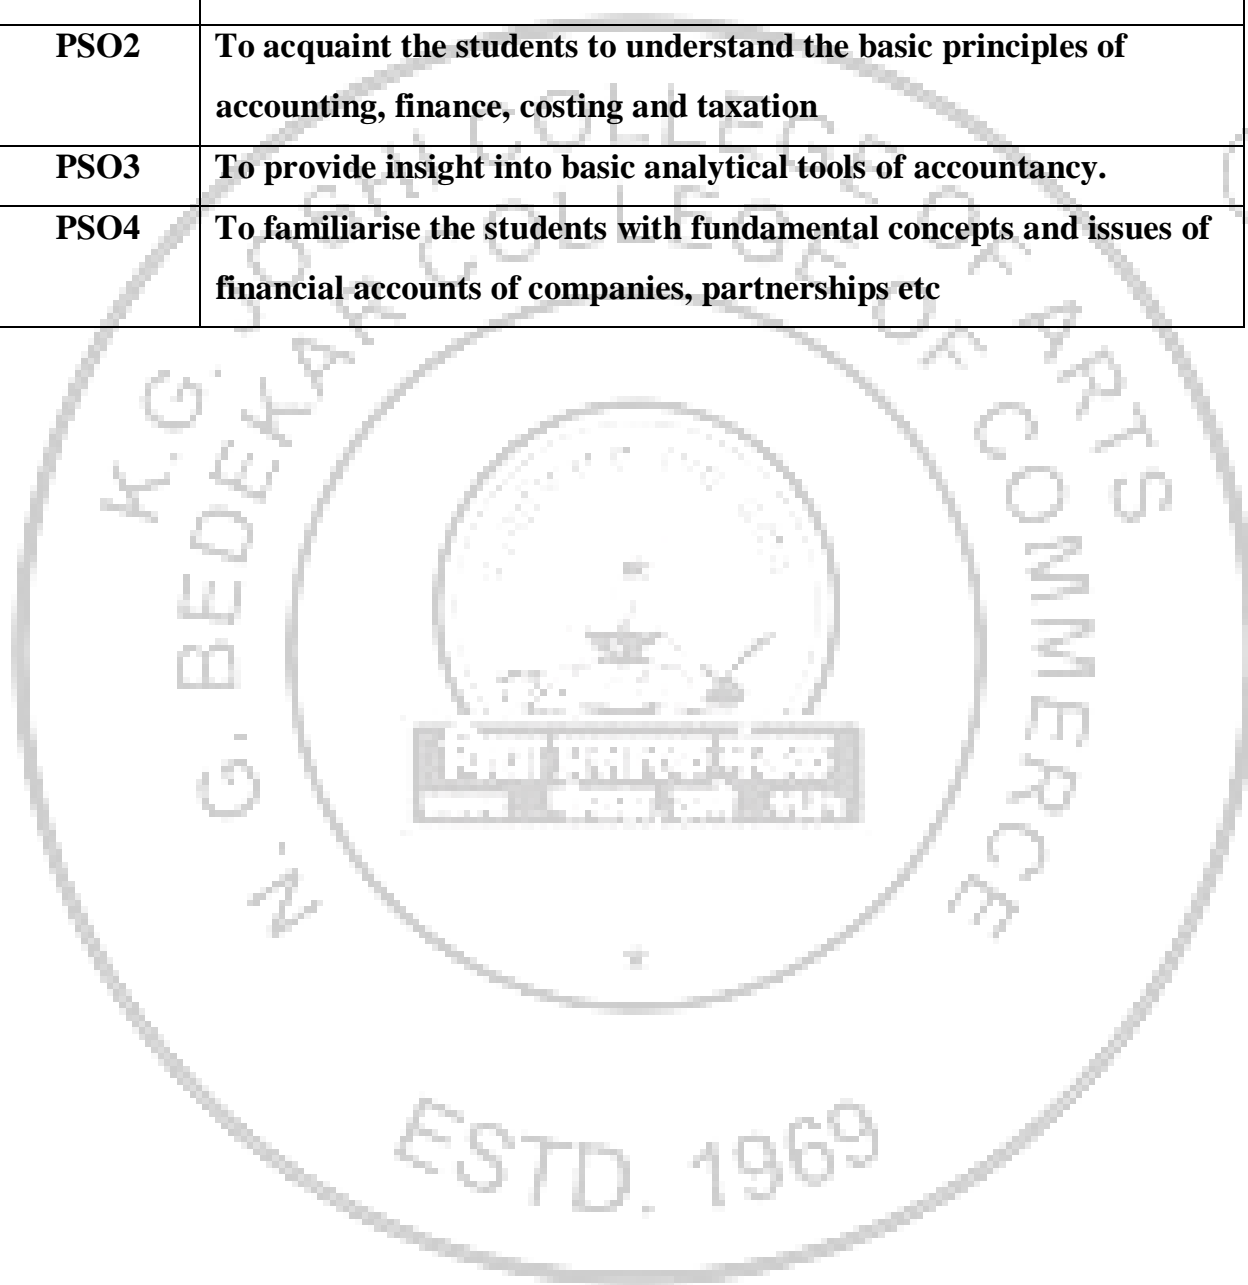 PSO2 To acquaint the students to understand the basic principles of
accounting, finance, costing and taxation
PSO3 To provide insight into basic analytical tools of accountancy.
PSO4 To familiarise the students with fundamental concepts and issues of
financial accounts of companies, partnerships etc
K.G. JOSHI COLLEGE OF ARTS
N. G. BEDEKAR COLLEGE OF COMMERCE
ESTD. 1969